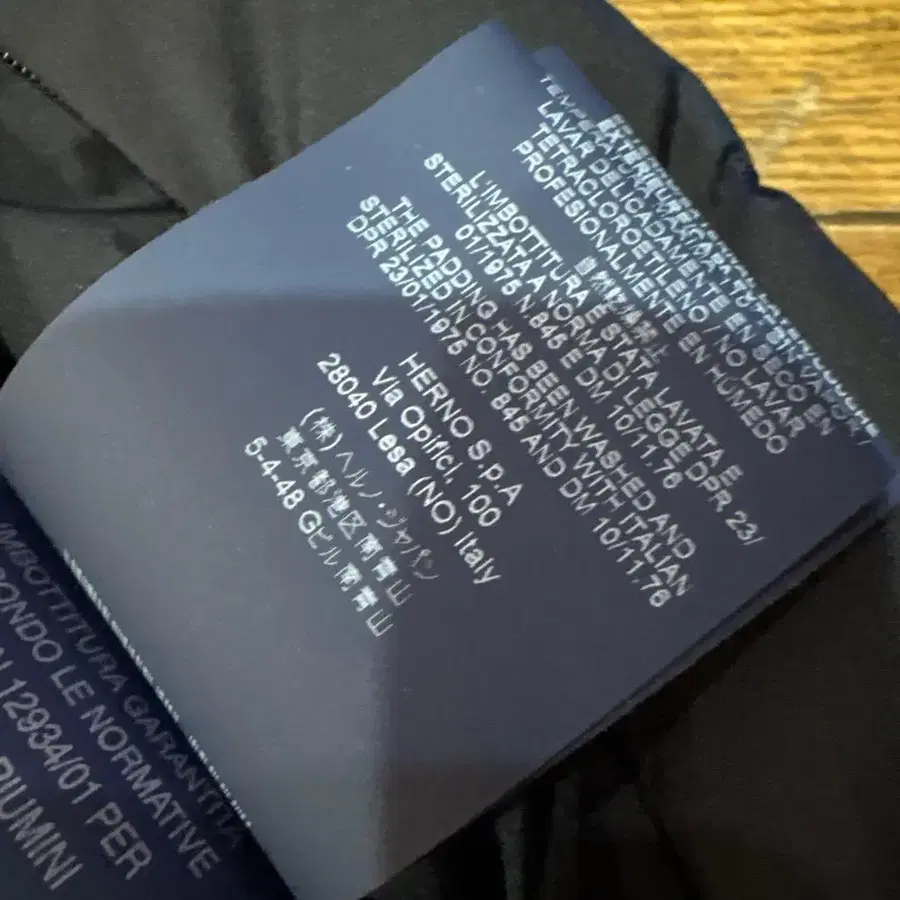 LAVAR DELICADAMENTE EN SECO EN
TETRACLOROETILENO / NO LAVAR
PROFESIONALMENTE EN HÚMEDO
L'IMBOTTITURA E STATA LAVATA E
STERILIZZATA A NORMA DI LEGGE DPR 23/
01/1975 N 845 E DM 10/11.76
THE PADDING HAS BEEN WASHED AND
STERILIZED IN CONFORMITY WITH ITALIAN
DPR 23/01/1975 NO. 845 AND DM 10/11.76
HERNO S.P.A
Via Opifici, 100
28040 Lesa (NO) Italy
(株)ヘルノ・ジャパン
東京都港区南青山
5-4-48 Gビル南青山
IMBOTTITURA GARANTITA
LE NORMATIVE
12934/01 PER
PIUMINI